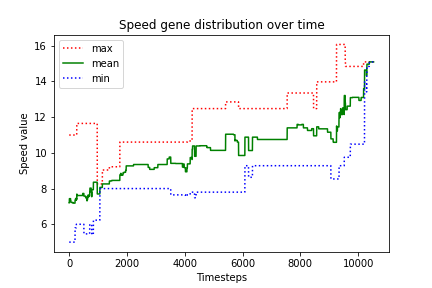 Speed gene distribution over time
max
mean
min
Speed value
16
14
12
10
8
6
0 2000 4000 6000 8000 10000
Timesteps